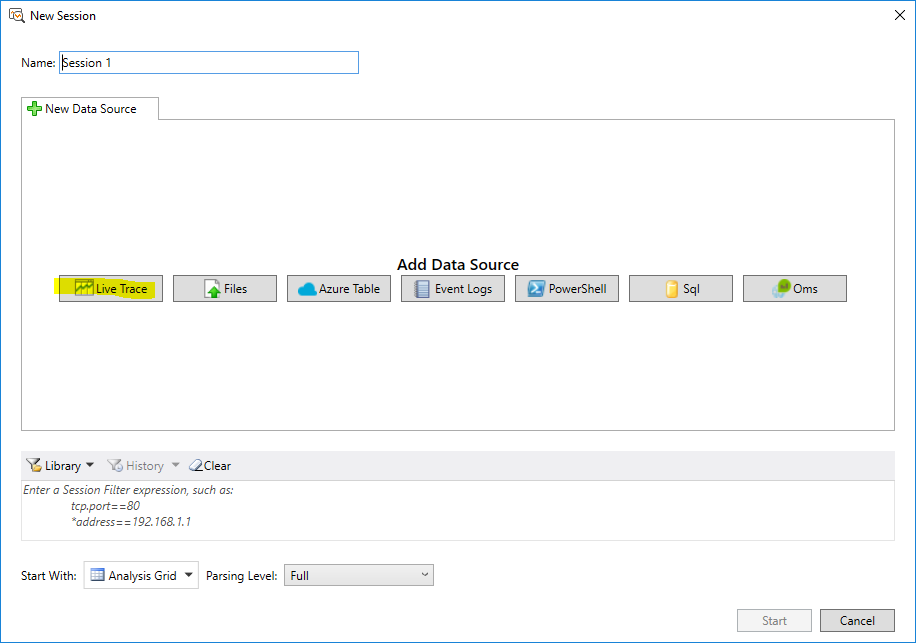 New Session
Name: Session 1
New Data Source
Add Data Source
Live Trace Files Azure Table Event Logs PowerShell Sql Oms
Library History Clear
Enter a Session Filter expression, such as:
tcp.port==80
*address==192.168.1.1
Start With: Analysis Grid Parsing Level: Full
Start Cancel